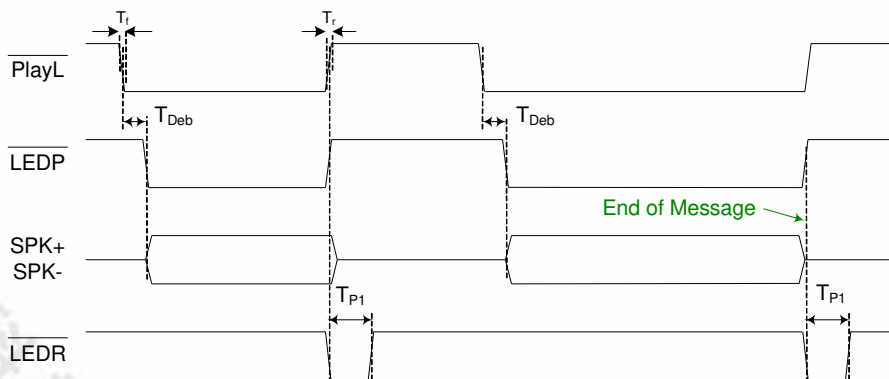 Tf
Tr
PlayL
TDeb
TDeb
LEDP
End of Message
SPK+
SPK-
TP1
TP1
LEDR